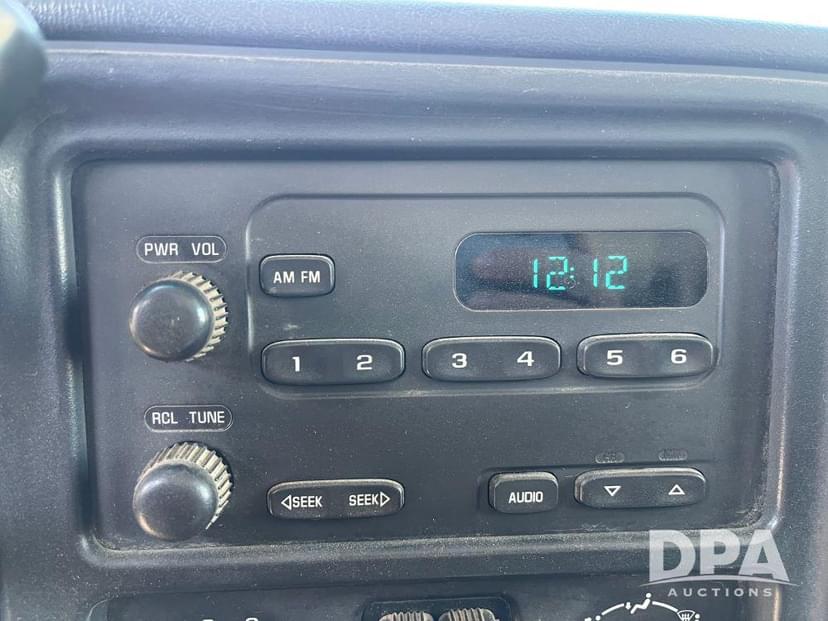 PWR VOL
AM FM
12:12
1 2 3 4 5 6
RCL TUNE
SEEK SEEK
AUDIO
DPA
AUCTIONS